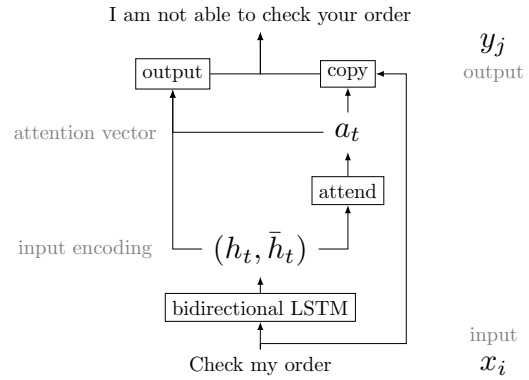 I am not able to check your order
y_j
output
copy
output
attention vector
a_t
attend
input encoding
(h_t, h̄_t)
bidirectional LSTM
input
Check my order
x_i